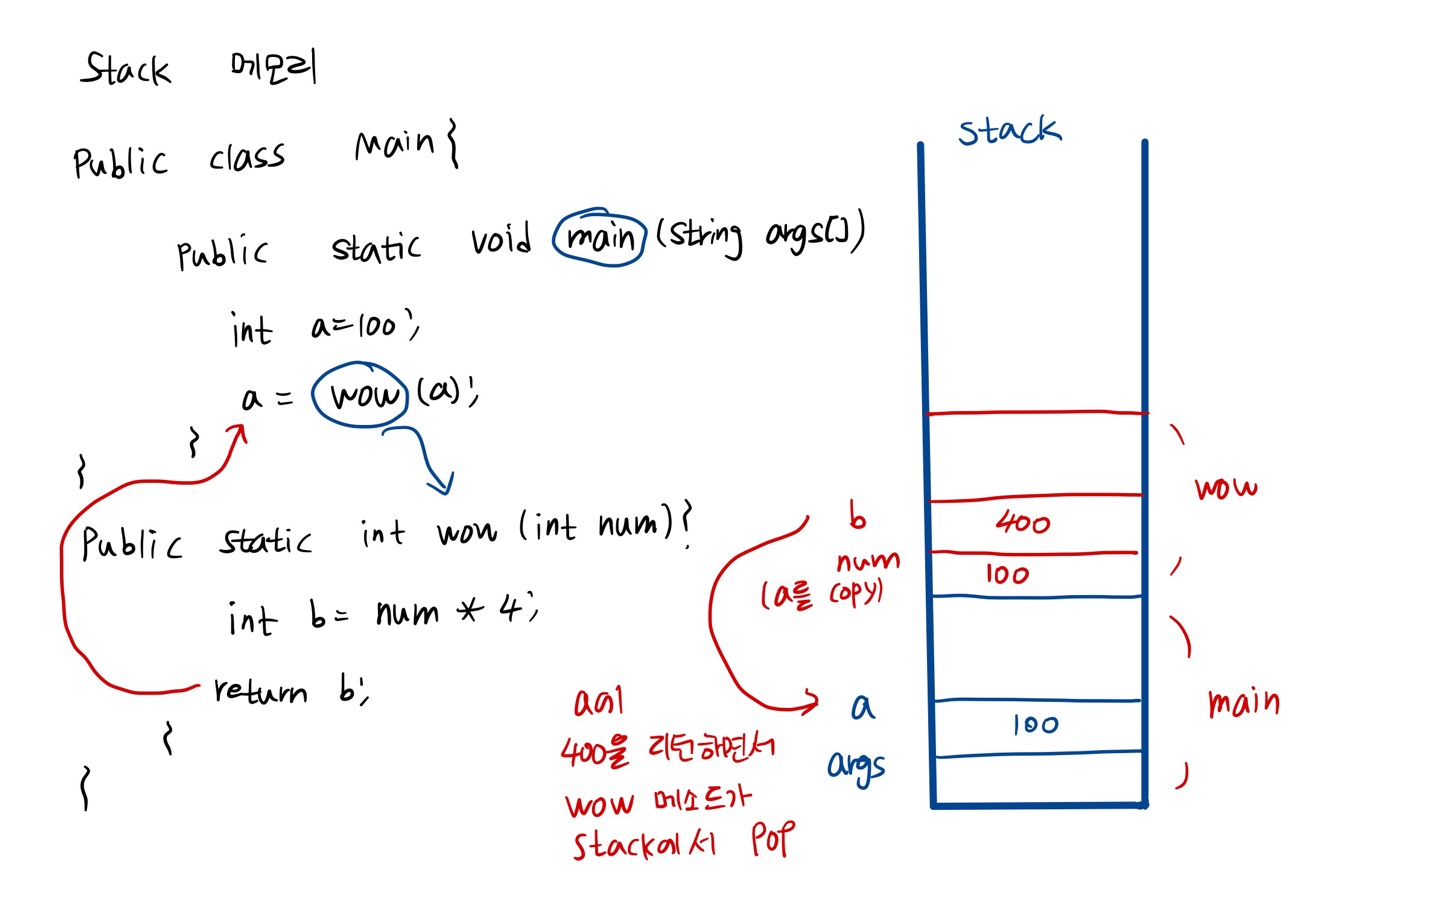 Stack 메모리
Public class Main {
Public static void main (String args[])
int a=100;
a = wow (a);
}
}
Public static int wow (int num) {
int b= num * 4;
return b;
{
{
a에
400을 리턴하면서
wow 메소드가
Stack에서 POP
stack
wow
b 400
num 100
(a를 copy)
main
a 100
args